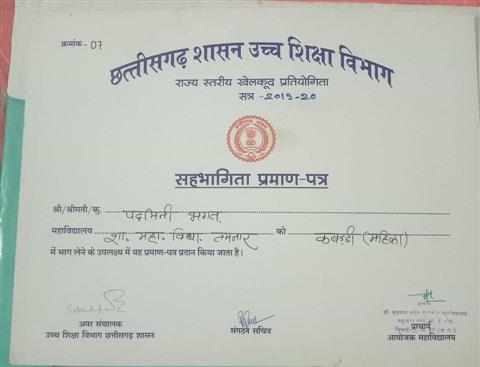 क्रमांक - 07
छत्तीसगढ़ शासन उच्च शिक्षा विभाग
राज्य स्तरीय खेलकूद प्रतियोगिता
सत्र - 2019-20
सहभागिता प्रमाण-पत्र
श्री/श्रीमती/कु. पदमिनी भगत
महाविद्यालय शा. महा. विद्या. तमनार को कबड्डी (महिला)
में भाग लेने के उपलक्ष्य में यह प्रमाण-पत्र प्रदान किया जाता है।
अपर संचालक
उच्च शिक्षा विभाग छत्तीसगढ़ शासन
संगठन सचिव
प्राचार्य
आयोजक महाविद्यालय